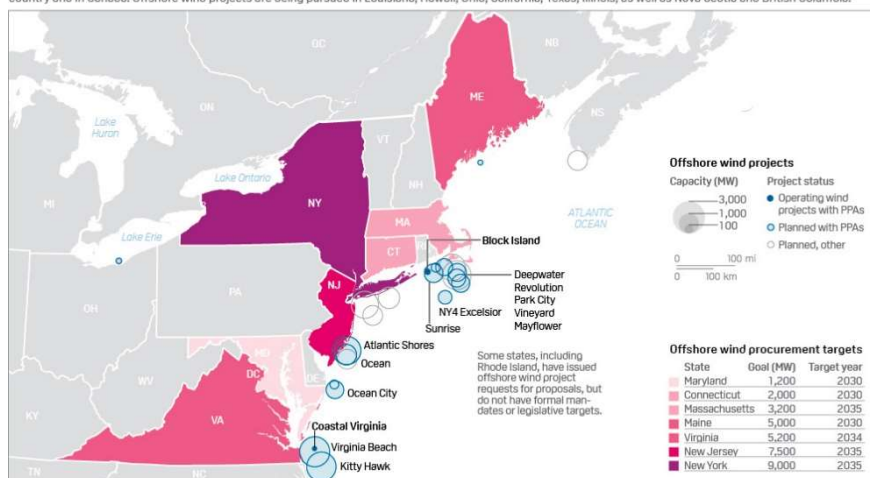 country and in Canada. Offshore wind projects are being pursued in Louisiana, Hawaii, Ohio, California, Texas, Illinois, as well as Nova Scotia and British Columbia.
QC
NB
ME
ON
NS
Lake
Huran
VT
NH
Lake Ontario
MI
NY
MA
ATLANTIC
OCEAN
Lake Erie
CT
Block Island
PA
NJ
OH
Deepwater
Revolution
Park City
Vineyard
Mayflower
NY4 Excelsior
Sunrise
Atlantic Shores
Ocean
MD
DC
DE
WV
Ocean City
KY
VA
Coastal Virginia
Virginia Beach
Kitty Hawk
TN
NC
Some states, including
Rhode Island, have issued
offshore wind project
requests for proposals, but
do not have formal man-
dates or legislative targets.
Offshore wind projects
Capacity (MW) Project status
3,000
1,000
100
Operating wind
projects with PPAs
Planned with PPAs
Planned, other
0 100 mi
0 100 km
Offshore wind procurement targets
State Goal (MW) Target year
Maryland 1,200 2030
Connecticut 2,000 2030
Massachusetts 3,200 2035
Maine 5,000 2030
Virginia 5,200 2034
New Jersey 7,500 2035
New York 9,000 2035